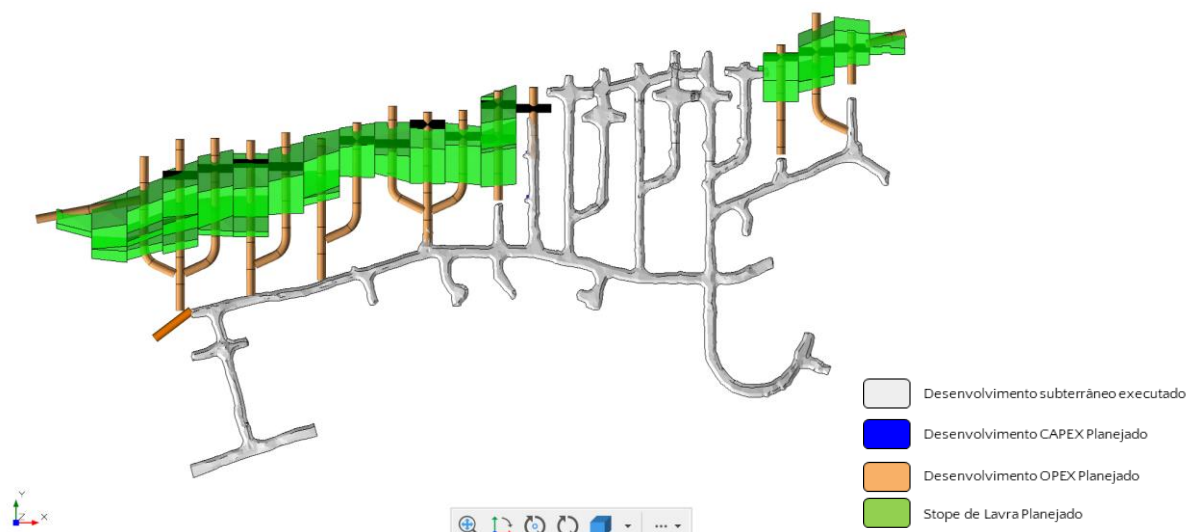 Desenvolvimento subterrâneo executado
Desenvolvimento CAPEX Planejado
Desenvolvimento OPEX Planejado
Stope de Lavra Planejado
Y
Z
X